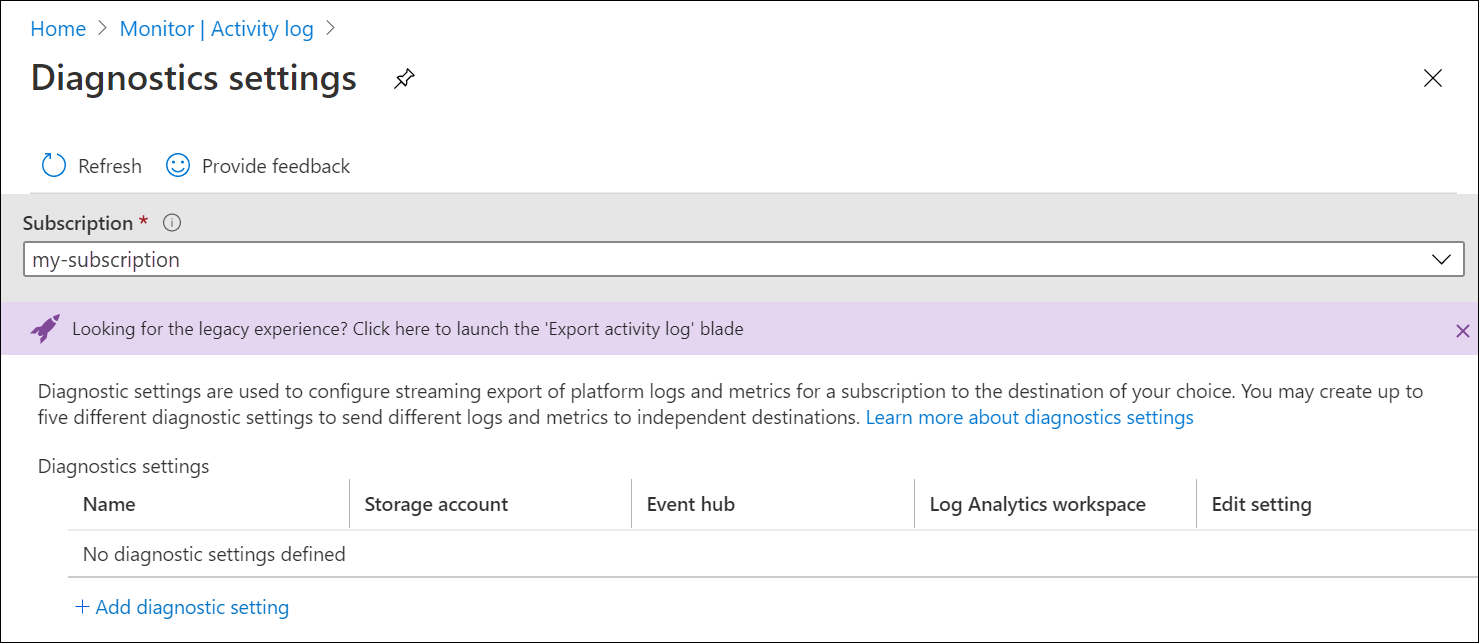 Home > Monitor | Activity log >
Diagnostics settings
Refresh Provide feedback
Subscription *
my-subscription
Looking for the legacy experience? Click here to launch the 'Export activity log' blade
Diagnostic settings are used to configure streaming export of platform logs and metrics for a subscription to the destination of your choice. You may create up to
five different diagnostic settings to send different logs and metrics to independent destinations. Learn more about diagnostics settings
Diagnostics settings
Name Storage account Event hub Log Analytics workspace Edit setting
No diagnostic settings defined
+ Add diagnostic setting